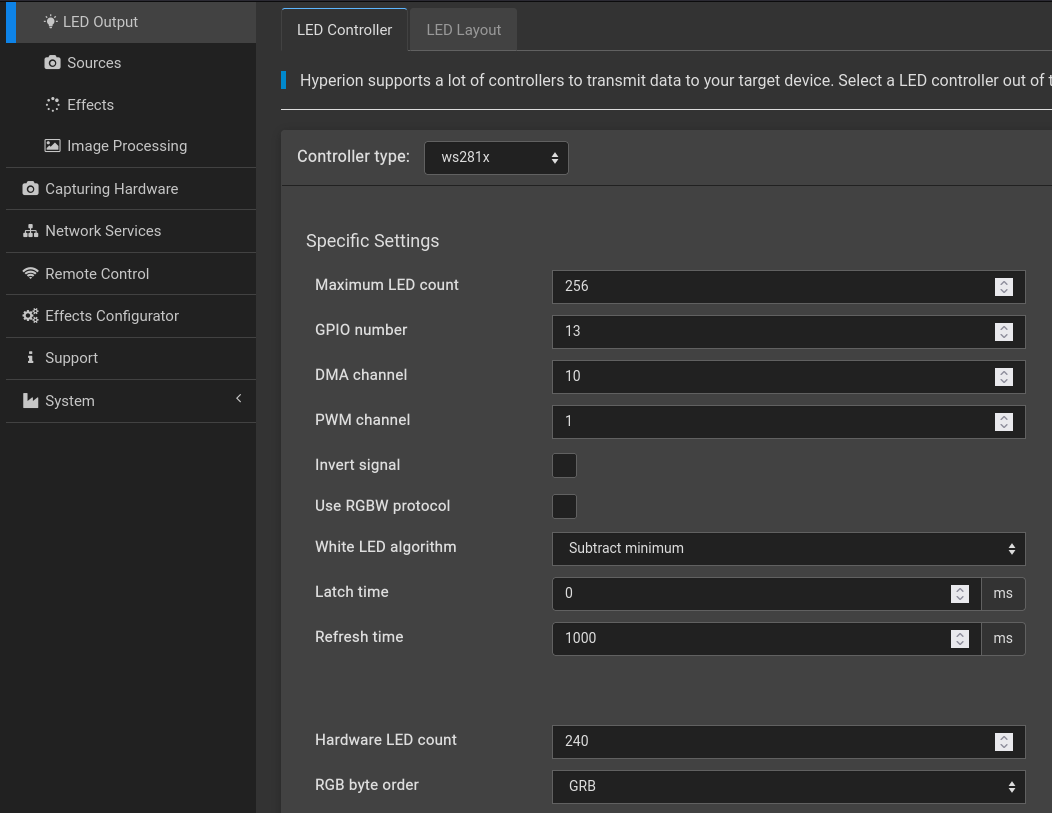 LED Output
Sources
Effects
Image Processing
Capturing Hardware
Network Services
Remote Control
Effects Configurator
Support
System
LED Controller
LED Layout
Hyperion supports a lot of controllers to transmit data to your target device. Select a LED controller out of
Controller type: ws281x
Specific Settings
Maximum LED count 256
GPIO number 13
DMA channel 10
PWM channel 1
Invert signal
Use RGBW protocol
White LED algorithm Subtract minimum
Latch time 0 ms
Refresh time 1000 ms
Hardware LED count 240
RGB byte order GRB